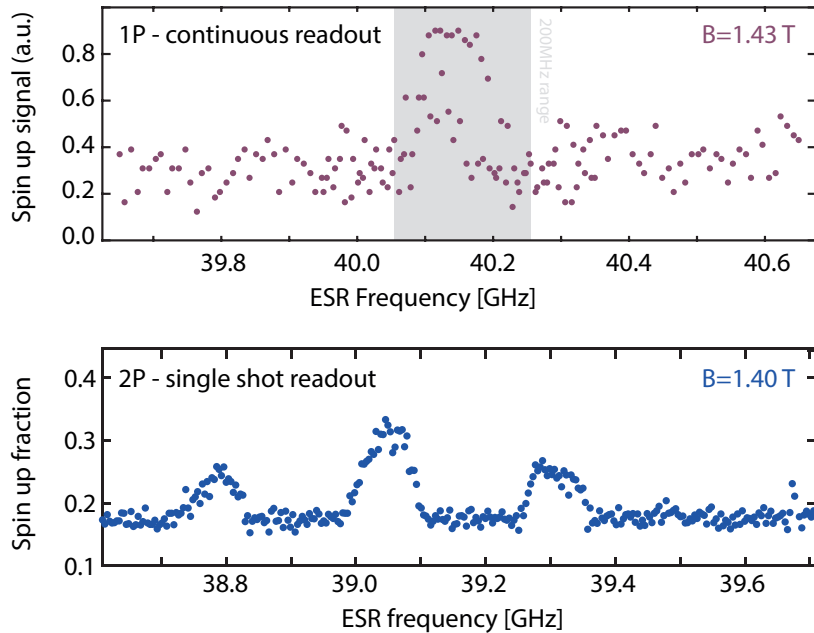 1P - continuous readout
B=1.43 T
200MHz range
Spin up signal (a.u.)
0.8
0.6
0.4
0.2
0.0
39.8 40.0 40.2 40.4 40.6
ESR Frequency [GHz]
2P - single shot readout
B=1.40 T
Spin up fraction
0.4
0.3
0.2
0.1
38.8 39.0 39.2 39.4 39.6
ESR frequency [GHz]